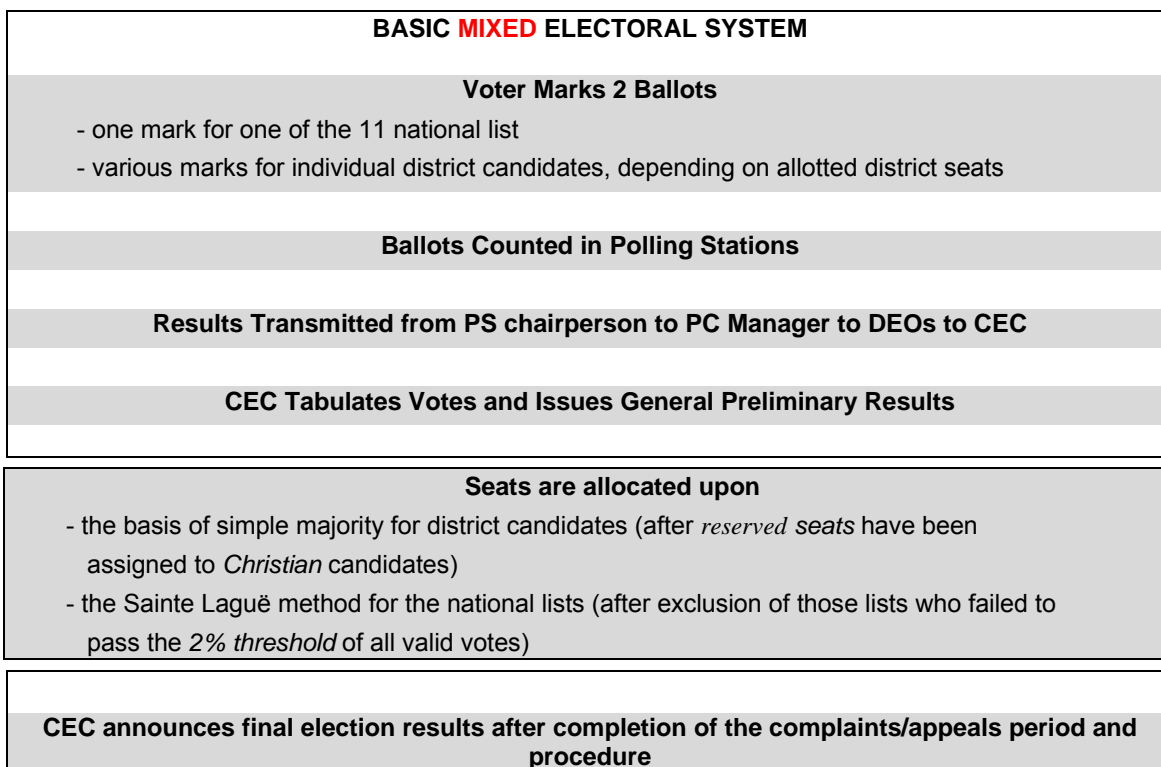 BASIC MIXED ELECTORAL SYSTEM
Voter Marks 2 Ballots
- one mark for one of the 11 national list
- various marks for individual district candidates, depending on allotted district seats
Ballots Counted in Polling Stations
Results Transmitted from PS chairperson to PC Manager to DEOs to CEC
CEC Tabulates Votes and Issues General Preliminary Results
Seats are allocated upon
- the basis of simple majority for district candidates (after reserved seats have been
assigned to Christian candidates)
- the Sainte Laguë method for the national lists (after exclusion of those lists who failed to
pass the 2% threshold of all valid votes)
CEC announces final election results after completion of the complaints/appeals period and
procedure